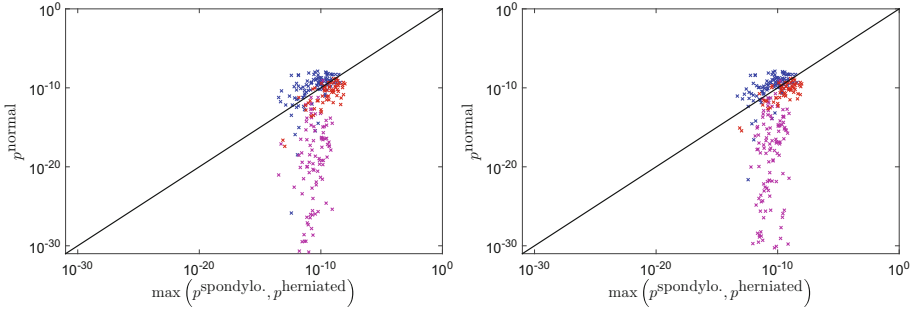 10^0 10^0
10^-10 10^-10
p^normal p^normal
10^-20 10^-20
10^-30 10^-30
10^-30 10^-20 10^-10 10^0 10^-30 10^-20 10^-10 10^0
max (p^spondylo., p^herniated) max (p^spondylo., p^herniated)